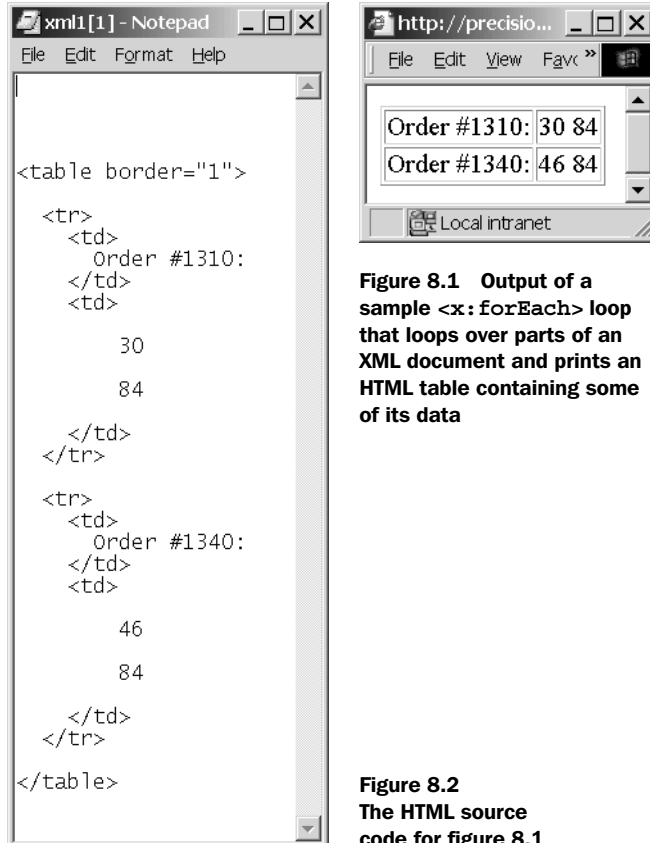 xml1[1] - Notepad
File Edit Format Help
<table border="1">
<tr>
<td>
Order #1310:
</td>
<td>
30
84
</td>
</tr>
<tr>
<td>
Order #1340:
</td>
<td>
46
84
</td>
</tr>
</table>
http://precisio...
File Edit View Favc »
Order #1310: 30 84
Order #1340: 46 84
Local intranet
Figure 8.1 Output of a
sample <x:forEach> loop
that loops over parts of an
XML document and prints an
HTML table containing some
of its data
Figure 8.2
The HTML source
code for figure 8.1